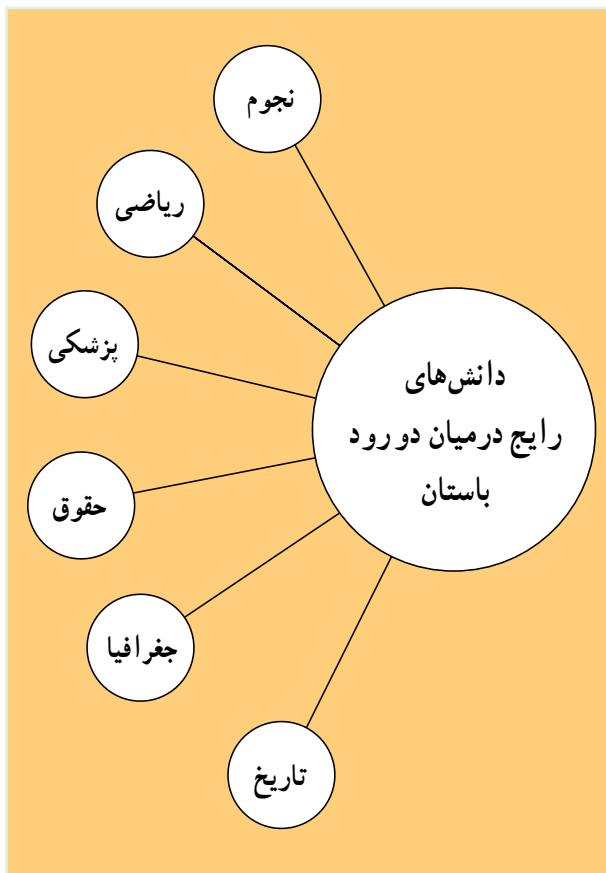 نجوم
ریاضی
پزشکی
دانش‌های
رایج درمیان دو رود
باستان
حقوق
جغرافیا
تاریخ